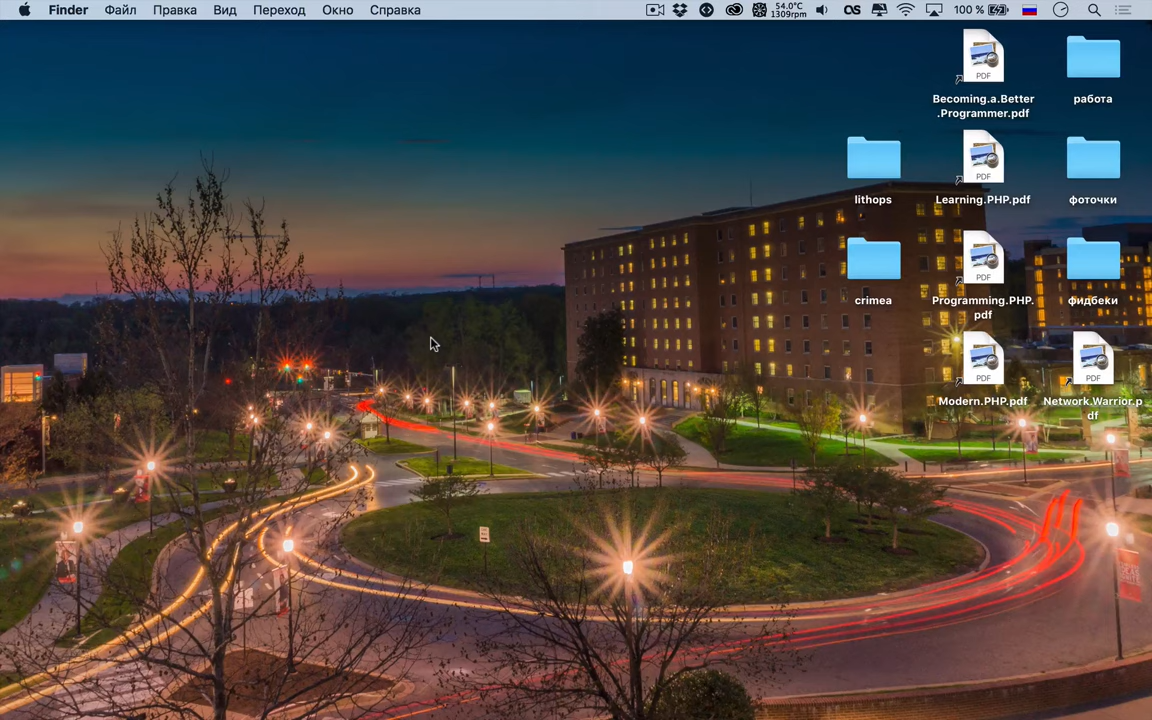 Finder Файл Правка Вид Переход Окно Справка
54.0°C
1309rpm
100 %
PDF
Becoming.a.Better
.Programmer.pdf
работа
lithops
PDF
Learning.PHP.pdf
фоточки
crimea
PDF
Programming.PHP.
pdf
фидбеки
PDF
Modern.PHP.pdf
PDF
Network.Warrior.p
df